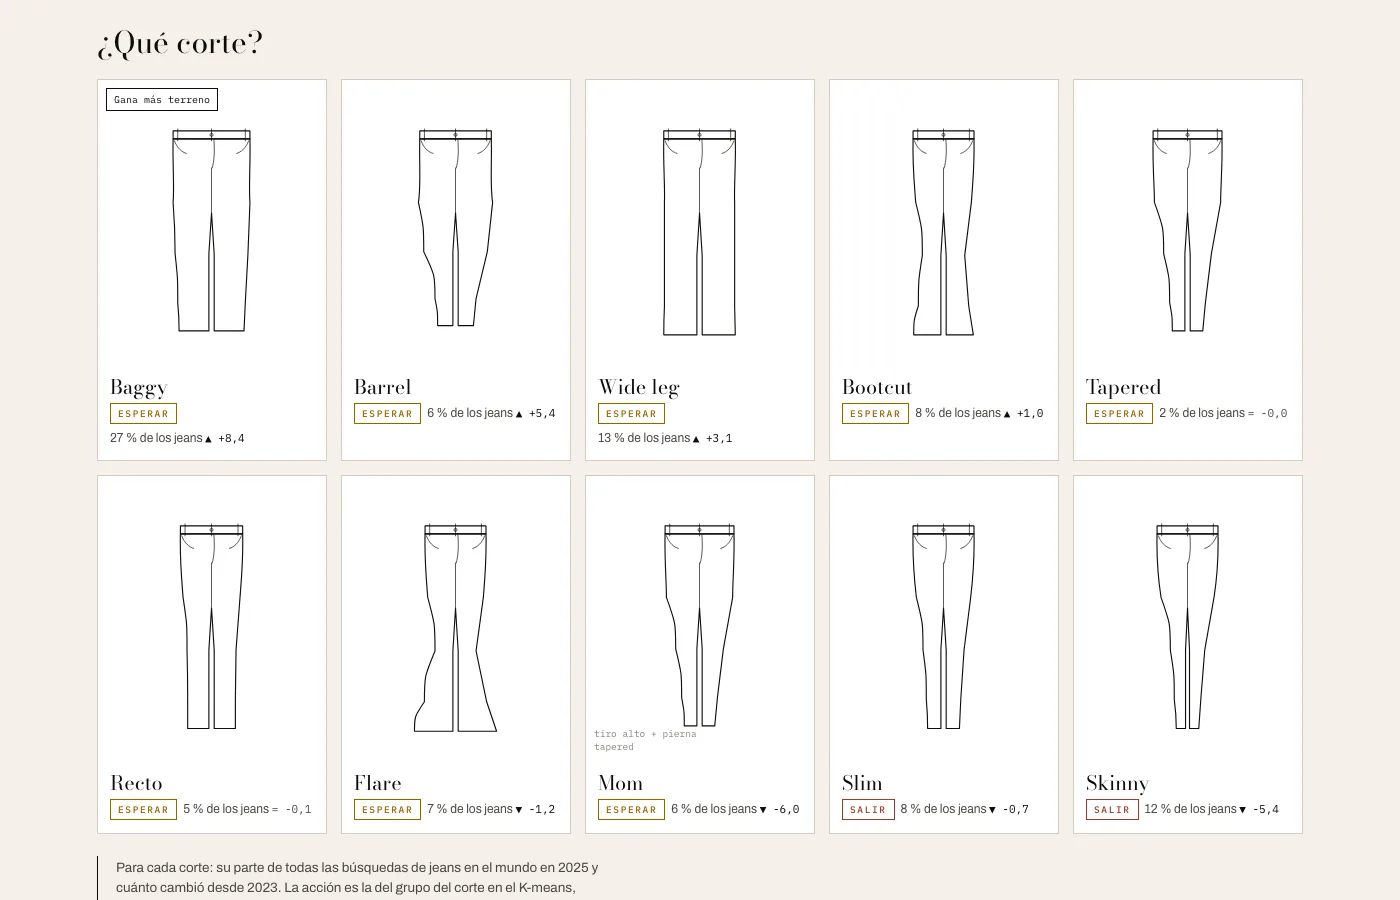 ¿Qué corte?
Gana más terreno
Baggy
ESPERAR
27 % de los jeans ▲ +8,4
Barrel
ESPERAR 6 % de los jeans ▲ +5,4
Wide leg
ESPERAR
13 % de los jeans ▲ +3,1
Bootcut
ESPERAR 8 % de los jeans ▲ +1,0
Tapered
ESPERAR 2 % de los jeans = -0,0
Recto
ESPERAR 5 % de los jeans = -0,1
Flare
ESPERAR 7 % de los jeans ▼ -1,2
tiro alto + pierna
tapered
Mom
ESPERAR 6 % de los jeans ▼ -6,0
Slim
SALIR 8 % de los jeans ▼ -0,7
Skinny
SALIR 12 % de los jeans ▼ -5,4
Para cada corte: su parte de todas las búsquedas de jeans en el mundo en 2025 y
cuánto cambió desde 2023. La acción es la del grupo del corte en el K-means,